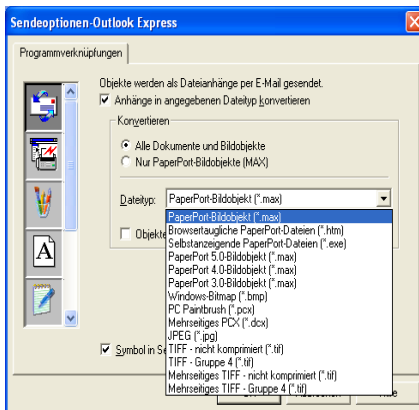 Sendeoptionen-Outlook Express
Programmverknüpfungen
Objekte werden als Dateianhänge per E-Mail gesendet.
Anhänge in angegebenen Dateityp konvertieren
Konvertieren
Alle Dokumente und Bildobjekte
Nur PaperPort-Bildobjekte (MAX)
Dateityp: PaperPort-Bildobjekt (*.max)
PaperPort-Bildobjekt (*.max)
Browsertaugliche PaperPort-Dateien (*.htm)
Selbstanzeigende PaperPort-Dateien (*.exe)
Objekte
PaperPort 5.0-Bildobjekt (*.max)
PaperPort 4.0-Bildobjekt (*.max)
PaperPort 3.0-Bildobjekt (*.max)
Windows-Bitmap (*.bmp)
PC Paintbrush (*.pcx)
Mehrseitiges PCX (*.dcx)
JPEG (*.jpg)
Symbol in Se
TIFF - nicht komprimiert (*.tif)
TIFF - Gruppe 4 (*.tif)
Mehrseitiges TIFF - nicht komprimiert (*.tif)
Mehrseitiges TIFF - Gruppe 4 (*.tif)